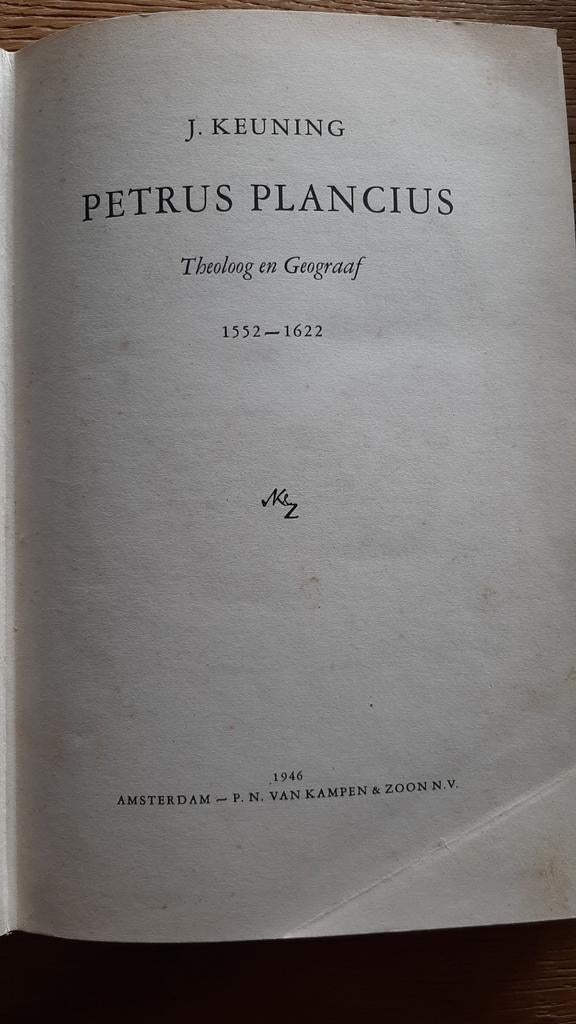 J. KEUNING
PETRUS PLANCIUS
Theoloog en Geograaf
1552—1622
1946
AMSTERDAM — P. N. VAN KAMPEN & ZOON N.V.